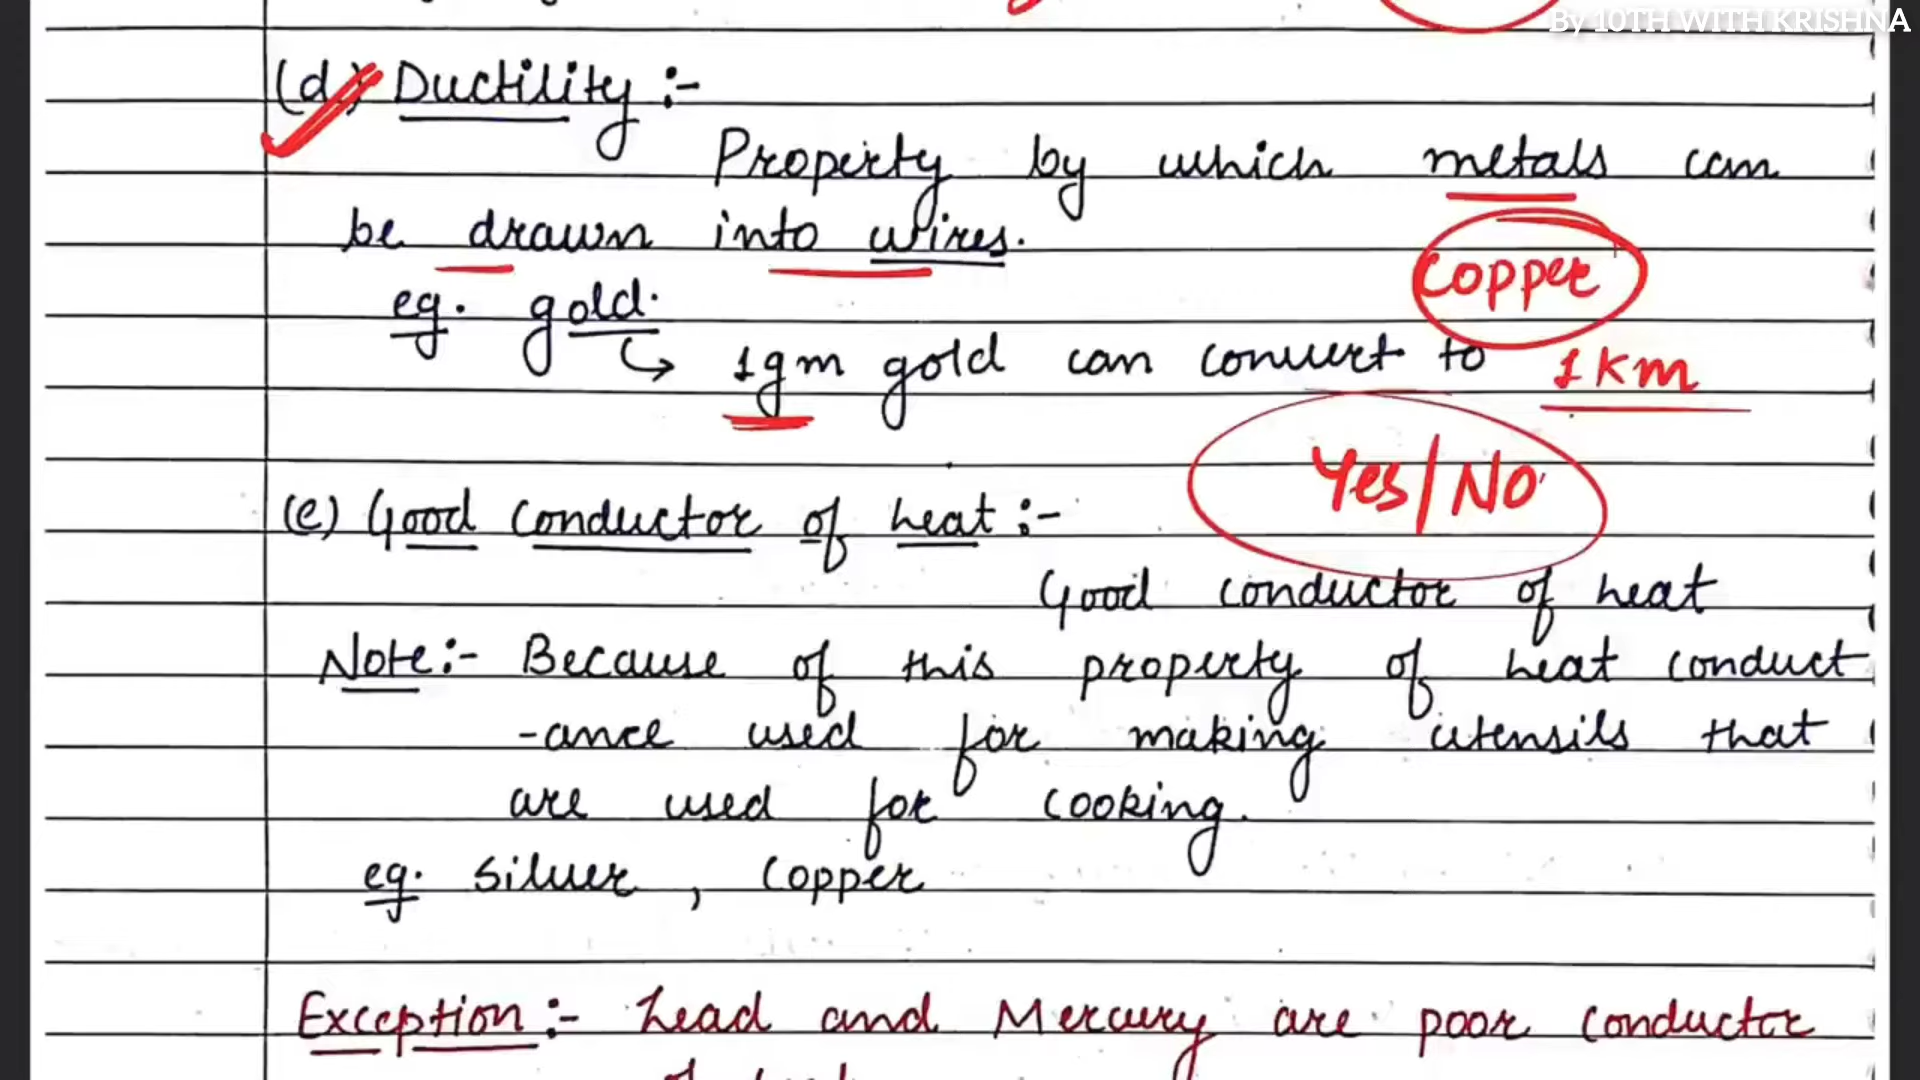 By 10TH WITH KRISHNA
(d) Ductility :-
Property by which metals can
be drawn into wires.
copper
eg. gold.
↳ 1gm gold can convert to 1 km
Yes/No
(e) Good conductor of heat :-
Good conductor of heat
Note :- Because of this property of heat conduct
-ance used for making utensils that
are used for cooking.
eg. silver , copper
Exception :- Lead and Mercury are poor conductor